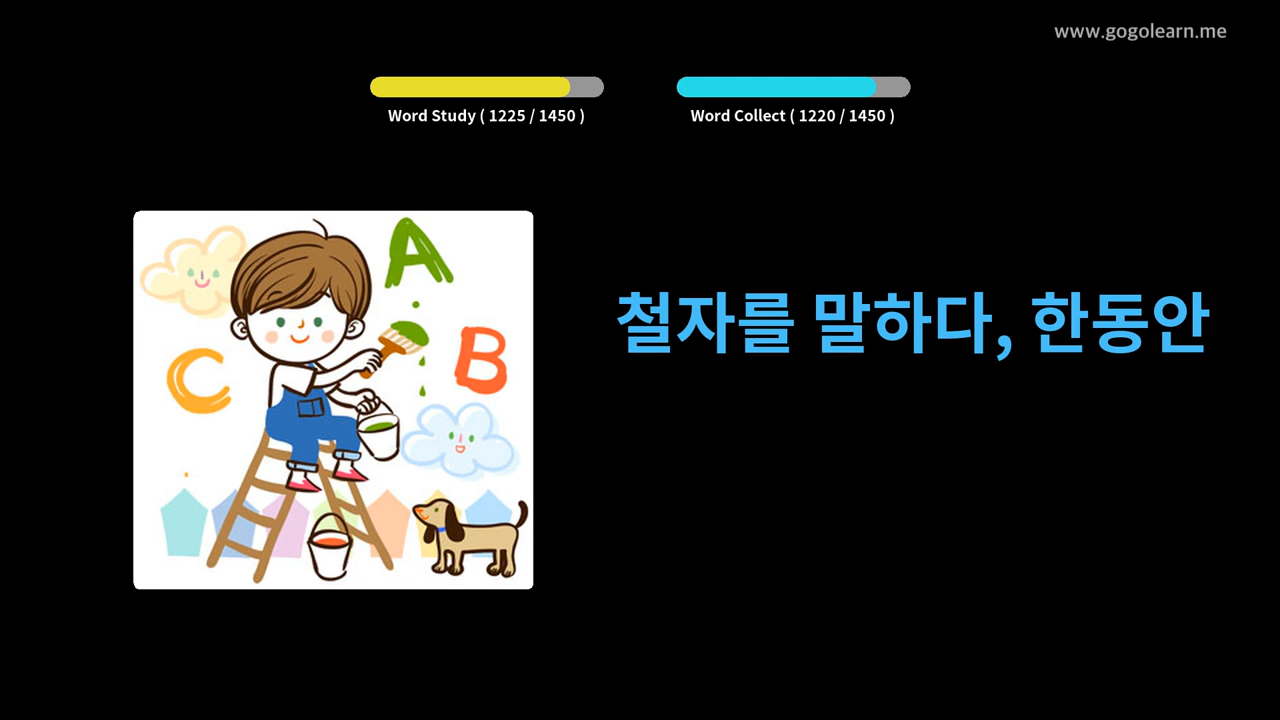 www.gogolearn.me
Word Study ( 1225 / 1450 )
Word Collect ( 1220 / 1450 )
A
B
C
철자를 말하다, 한동안